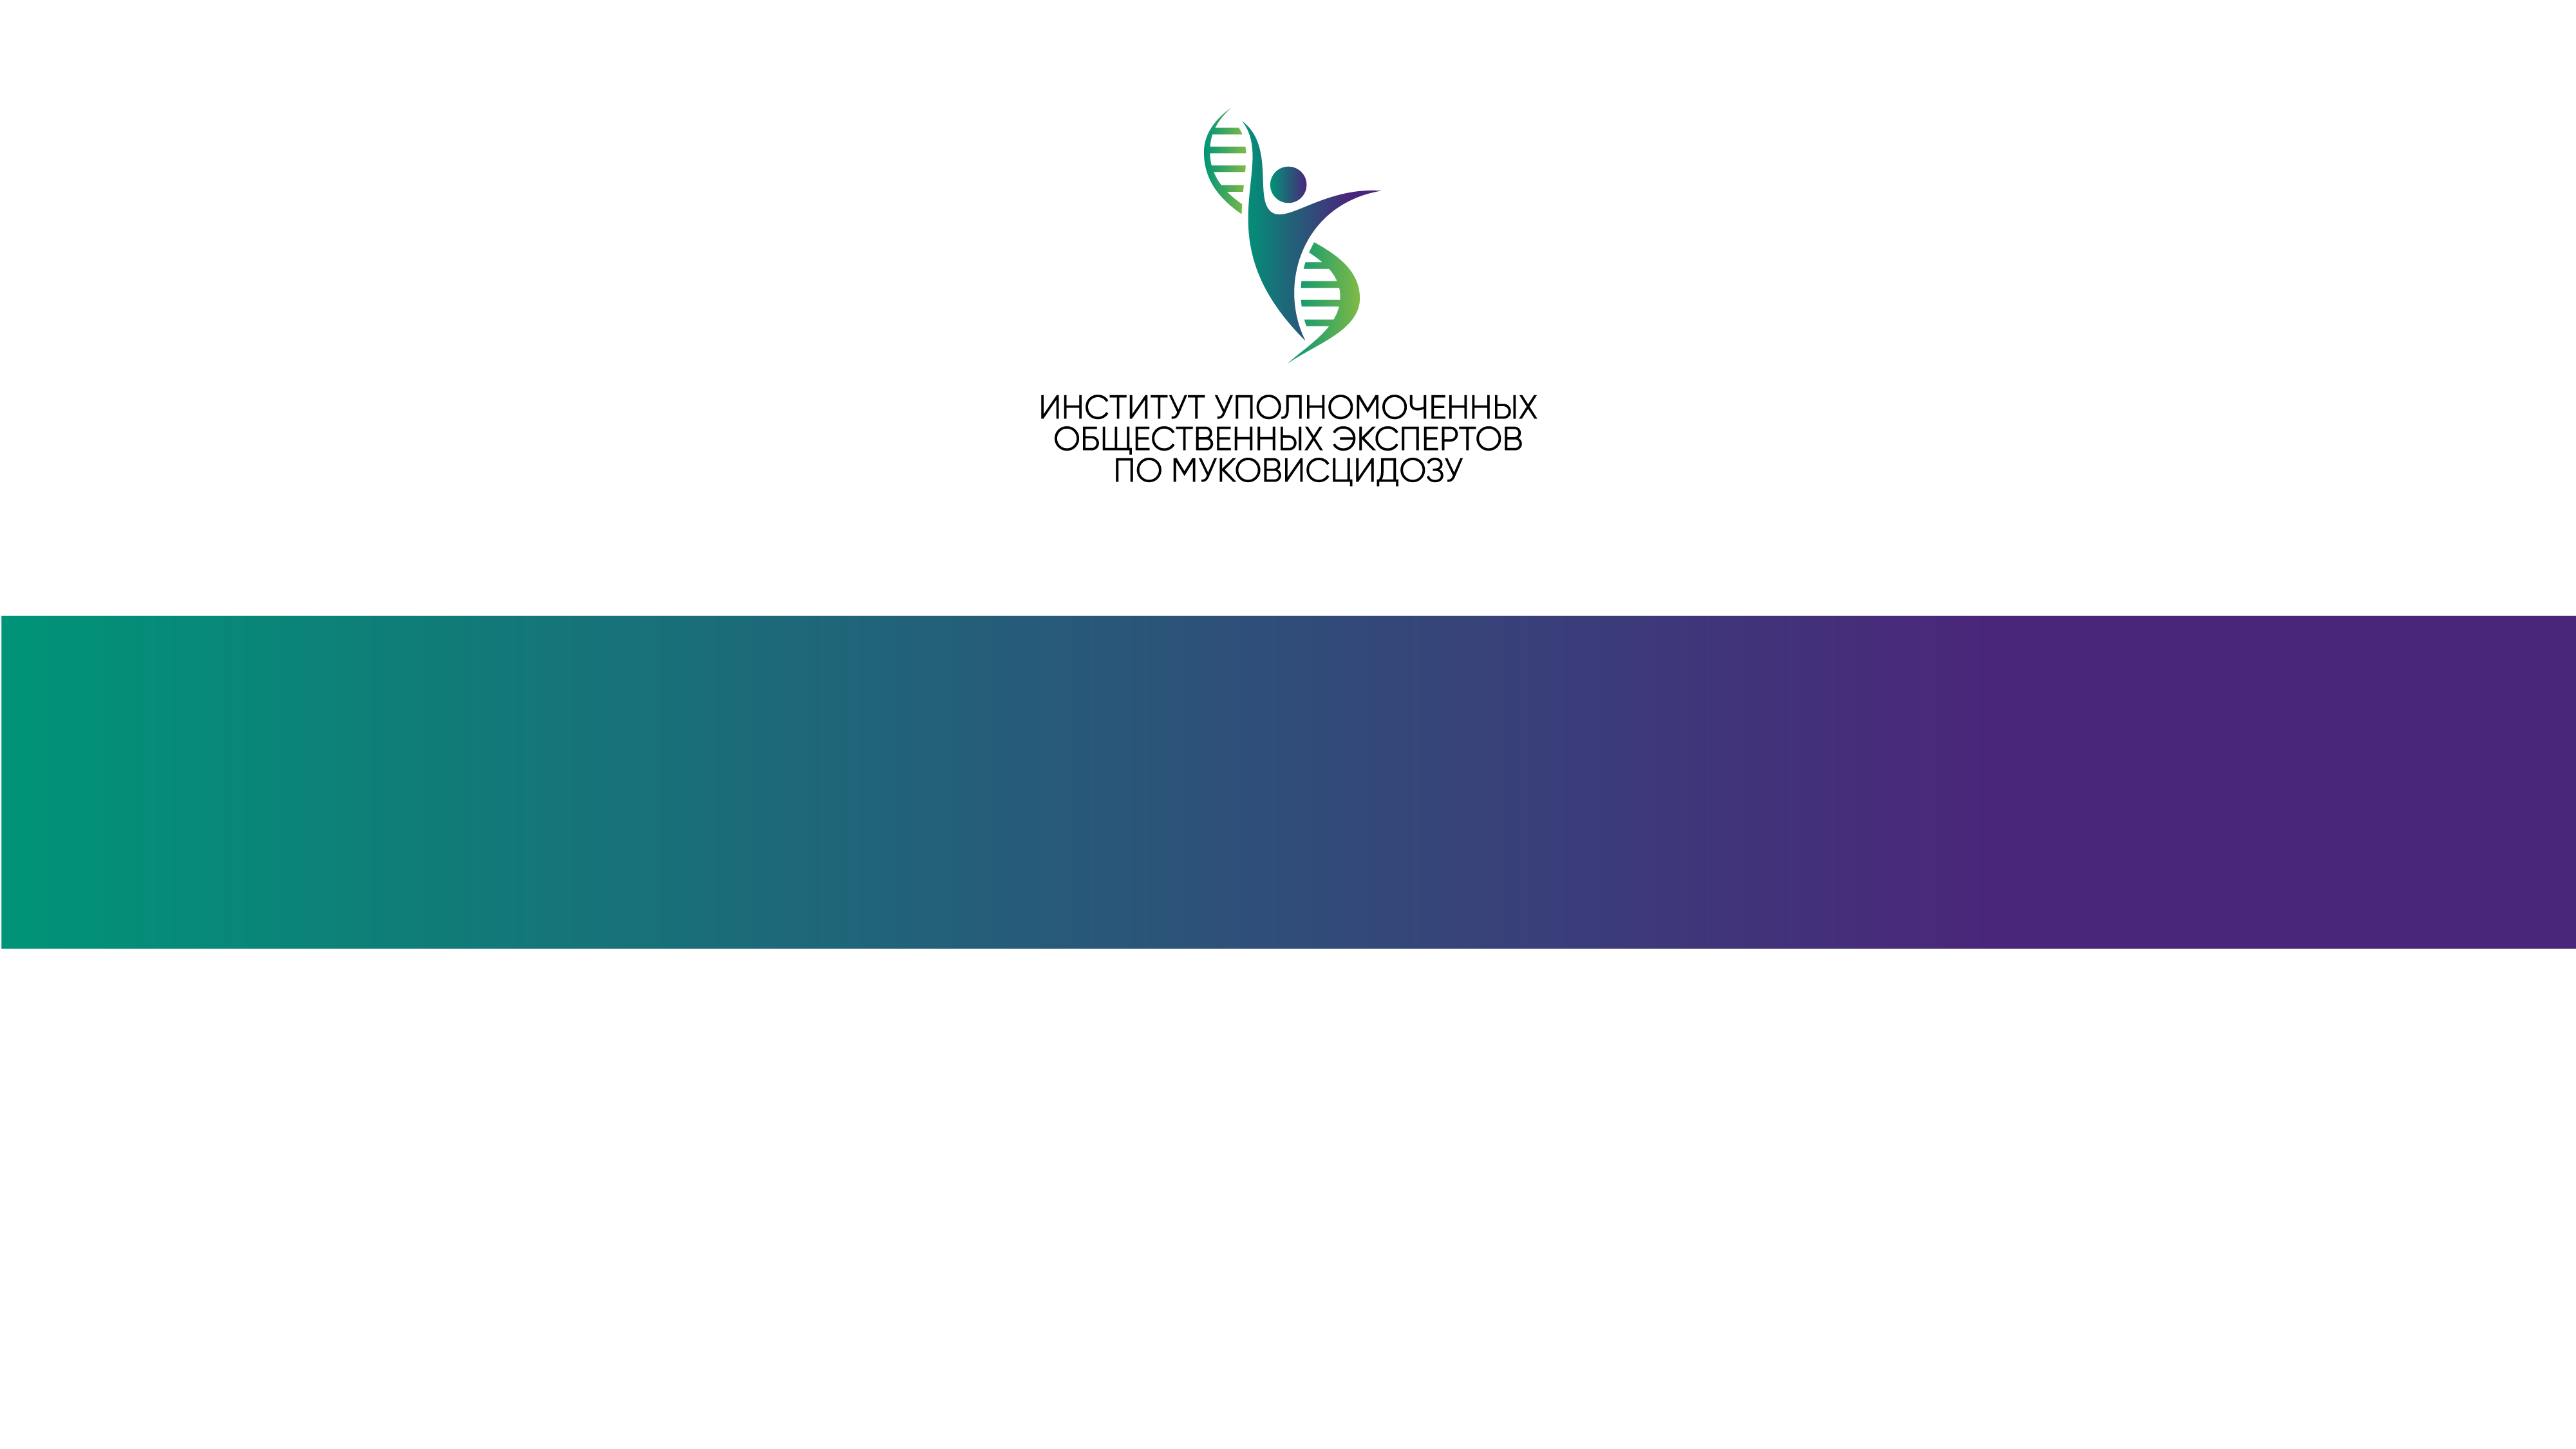 ИНСТИТУТ УПОЛНОМОЧЕННЫХ
ОБЩЕСТВЕННЫХ ЭКСПЕРТОВ
ПО МУКОВИСЦИДОЗУ